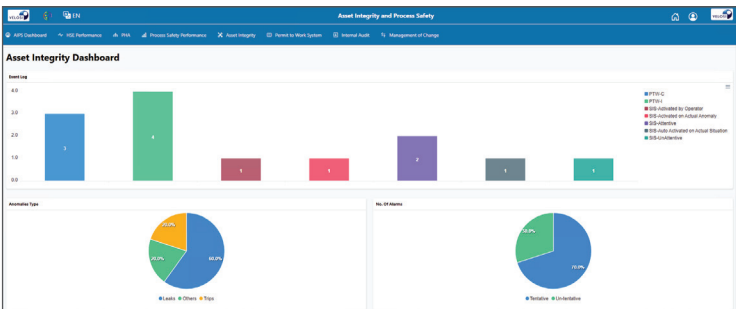 VELOSI EN Asset Integrity and Process Safety VELOSI
AIPS Dashboard HSS Performance PHA Process Safety Performance Asset Integrity Permit to Work System Internal Audit Management of Change
Asset Integrity Dashboard
Event Log
4.0
3.0
2.0
1.0
0.0
3
4
1
1
2
1
1
PTW-C
PTW-I
SIS-Activated by Operator
SIS-Activated on Actual Anomaly
SIS-Attentive
SIS-Auto Activated on Actual Situation
SIS-UnAttentive
Anomalies Type
20.0%
20.0%
60.0%
Leaks Others Trips
No. Of Alarms
70.0%
Tentative Un-tentative